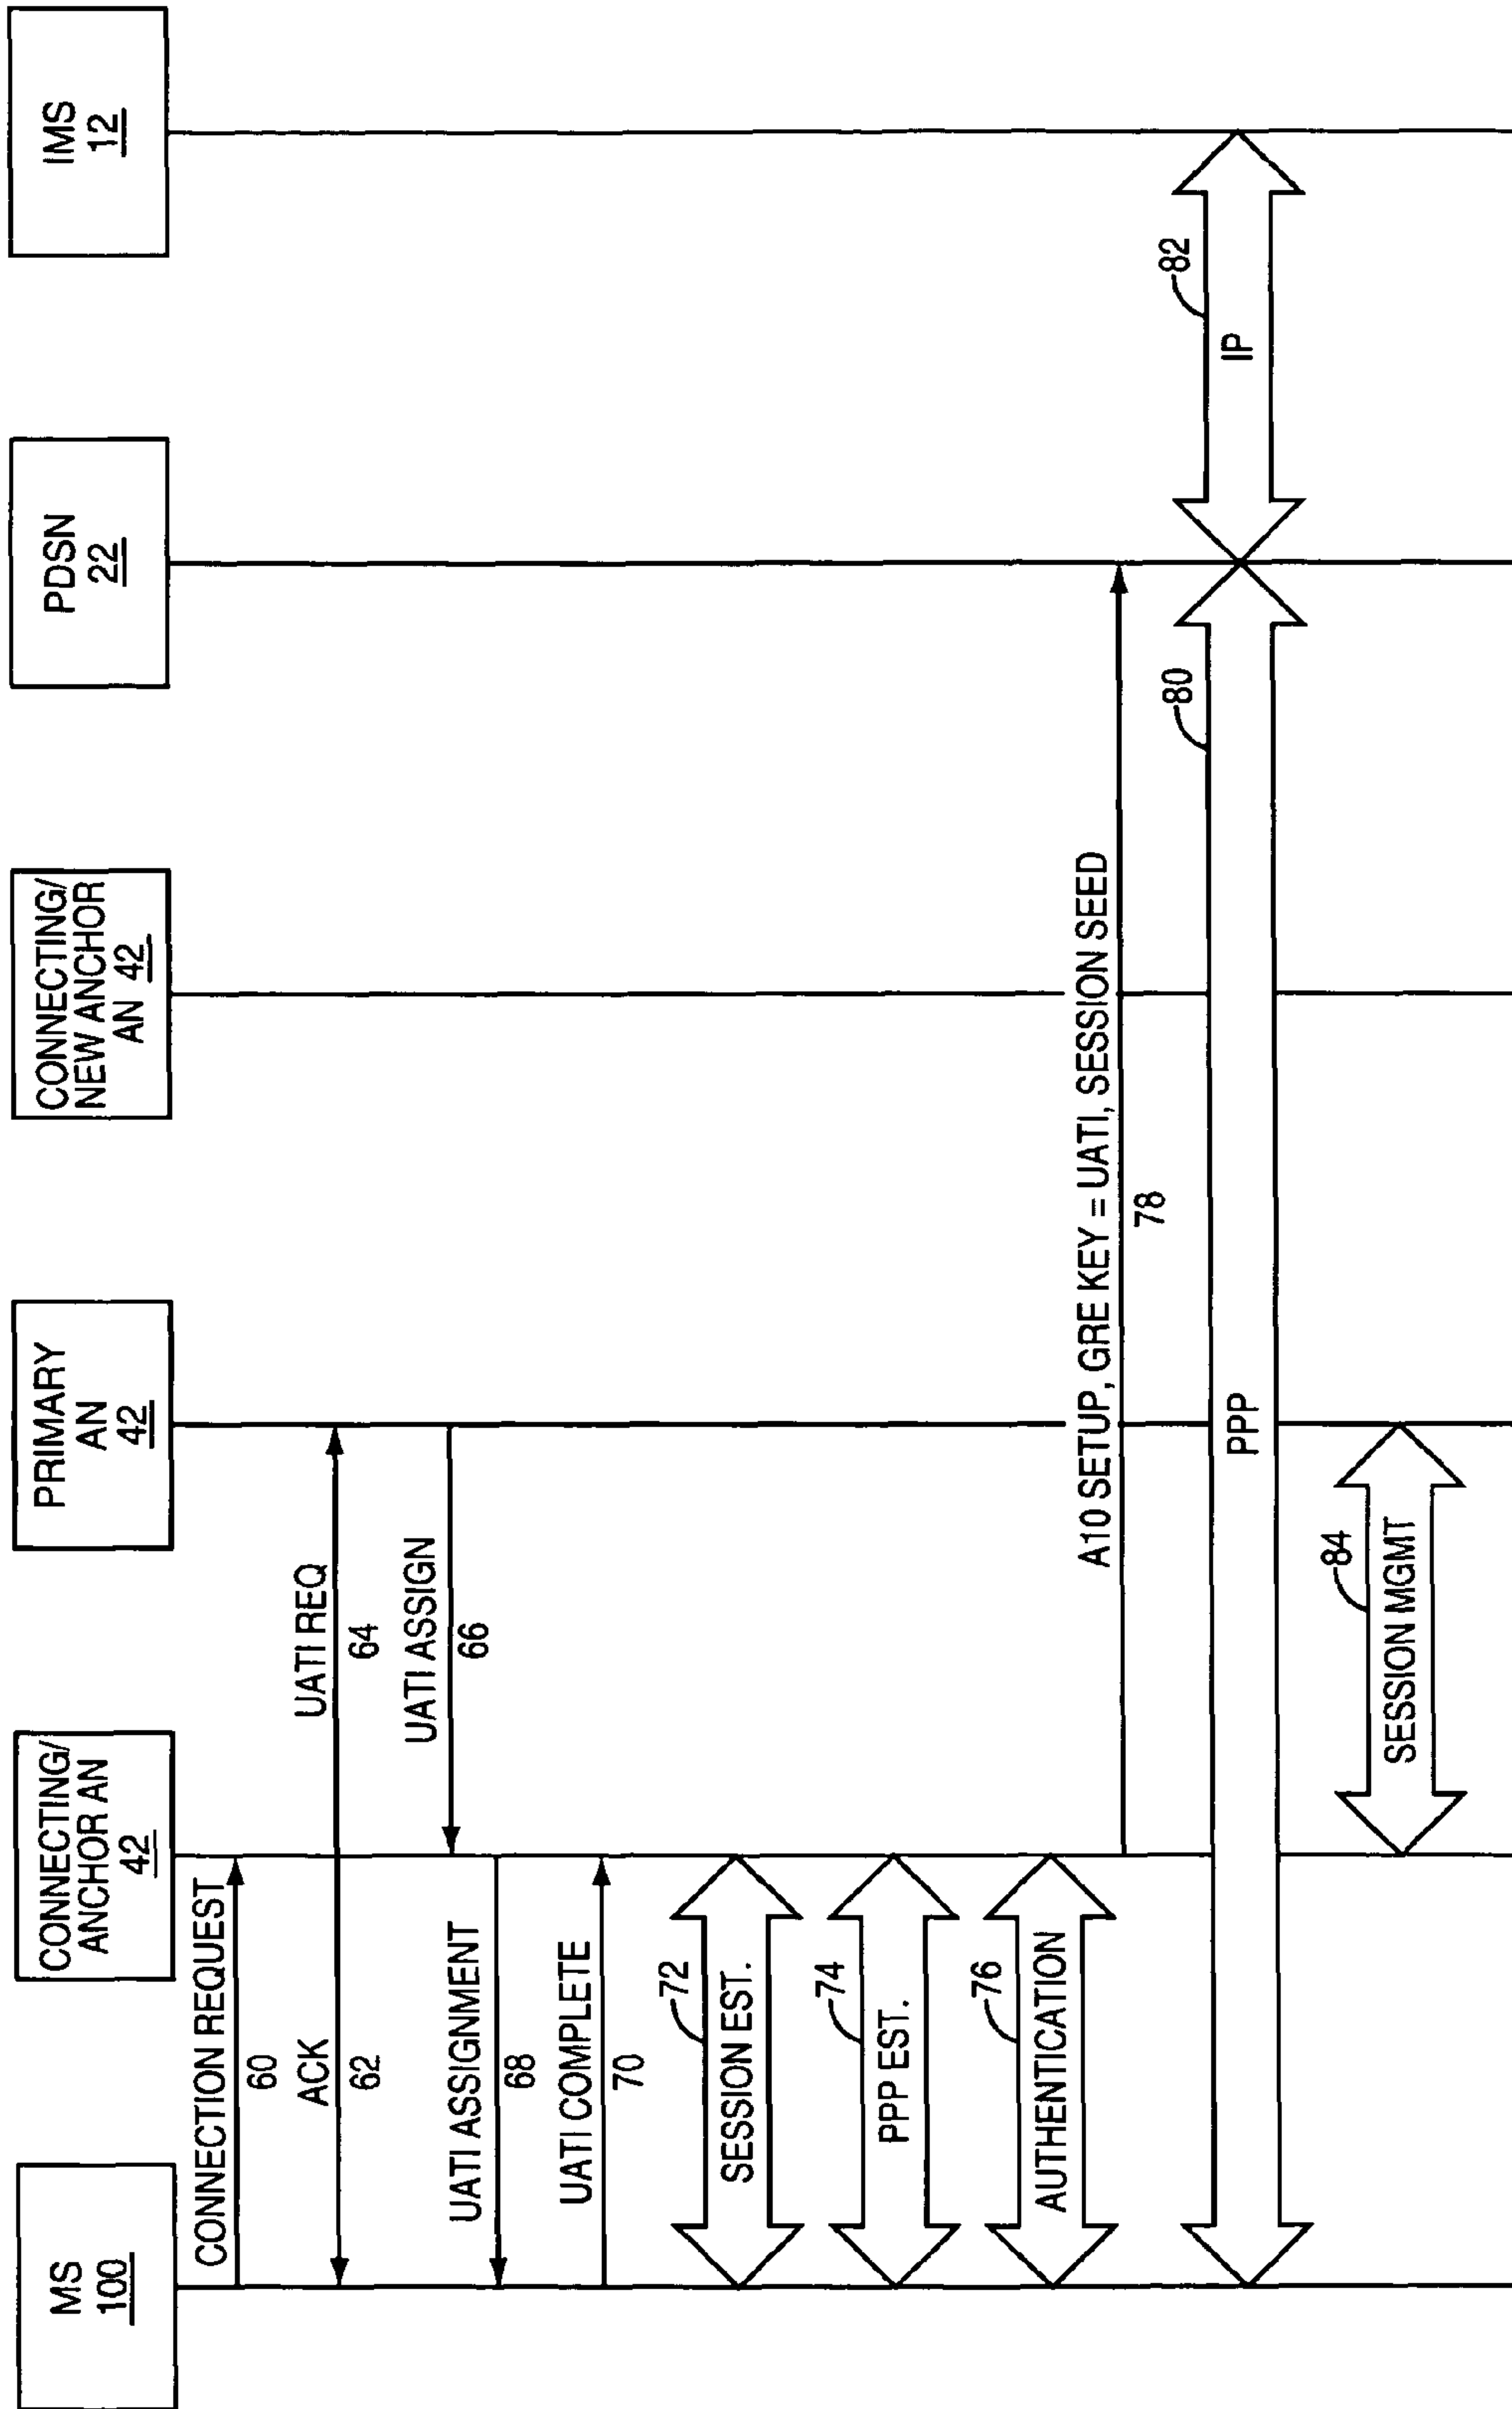 MS
100
CONNECTING/
ANCHOR AN
42
PRIMARY
AN
42
CONNECTING/
NEW ANCHOR
AN 42
PDSN
22
IMS
12
CONNECTION REQUEST
60
ACK
62
UATI REQ
64
UATI ASSIGN
66
UATI ASSIGNMENT
68
UATI COMPLETE
70
72
SESSION EST.
74
PPP EST.
76
AUTHENTICATION
A10 SETUP, GRE KEY = UATI, SESSION SEED
78
80
PPP
82
IP
84
SESSION MGMT